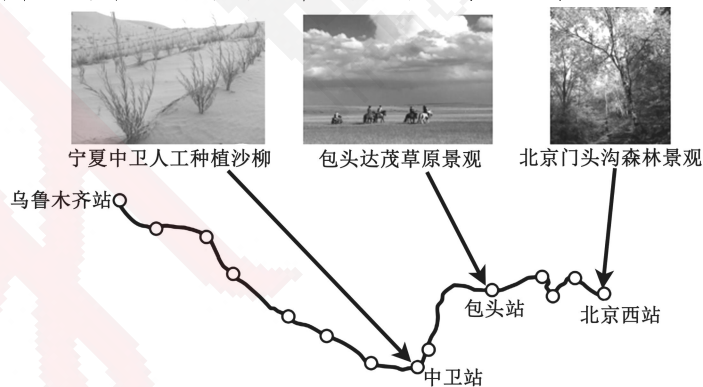 宁夏中卫人工种植沙柳
包头达茂草原景观
北京门头沟森林景观
乌鲁木齐站
包头站
北京西站
中卫站